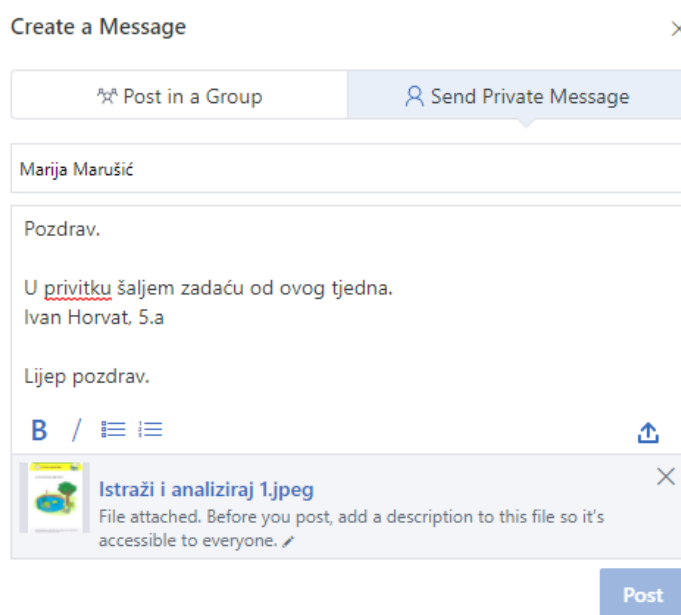 Create a Message
Post in a Group
Send Private Message
Marija Marušić
Pozdrav.
U privitku šaljem zadaću od ovog tjedna.
Ivan Horvat, 5.a
Lijep pozdrav.
B I
Istraži i analiziraj 1.jpeg
File attached. Before you post, add a description to this file so it's
accessible to everyone.
Post